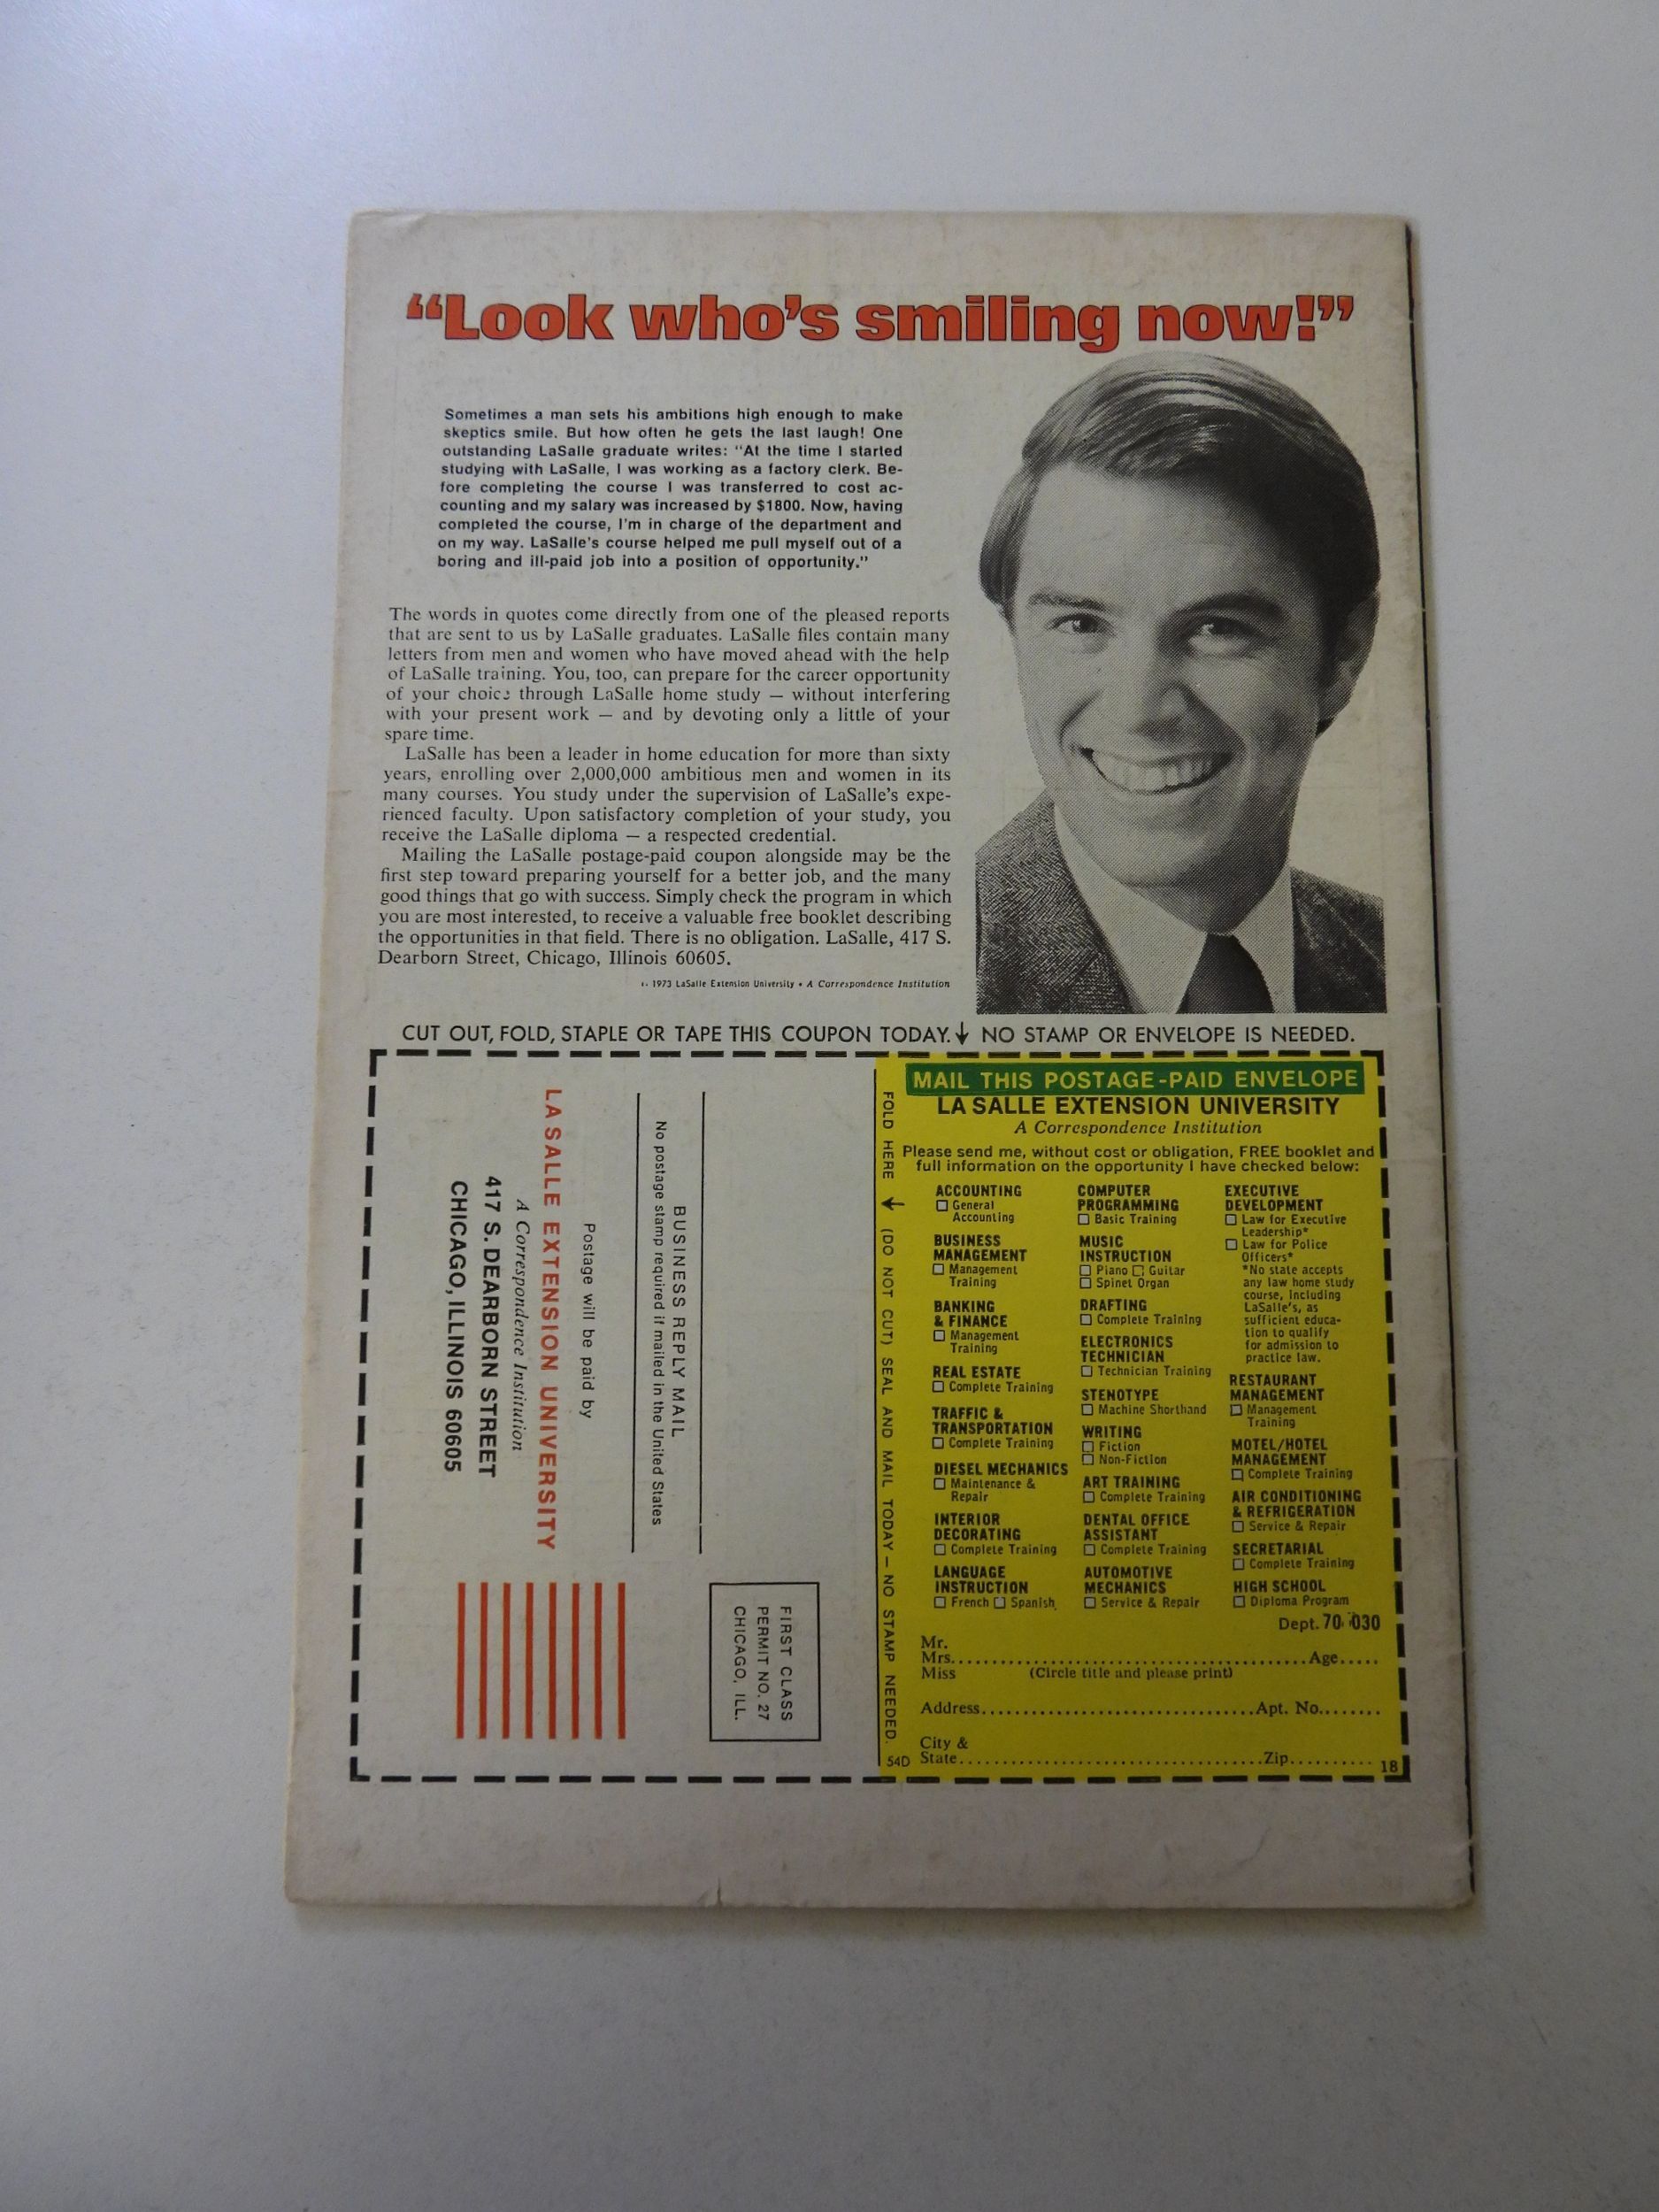 “Look who’s smiling now!”
Sometimes a man sets his ambitions high enough to make
skeptics smile. But how often he gets the last laugh! One
outstanding LaSalle graduate writes: "At the time I started
studying with LaSalle, I was working as a factory clerk. Be-
fore completing the course I was transferred to cost ac-
counting and my salary was increased by $1800. Now, having
completed the course, I'm in charge of the department and
on my way. LaSalle's course helped me pull myself out of a
boring and ill-paid job into a position of opportunity."
The words in quotes come directly from one of the pleased reports
that are sent to us by LaSalle graduates. LaSalle files contain many
letters from men and women who have moved ahead with the help
of LaSalle training. You, too, can prepare for the career opportunity
of your choice through LaSalle home study — without interfering
with your present work — and by devoting only a little of your
spare time.
LaSalle has been a leader in home education for more than sixty
years, enrolling over 2,000,000 ambitious men and women in its
many courses. You study under the supervision of LaSalle's expe-
rienced faculty. Upon satisfactory completion of your study, you
receive the LaSalle diploma — a respected credential.
Mailing the LaSalle postage-paid coupon alongside may be the
first step toward preparing yourself for a better job, and the many
good things that go with success. Simply check the program in which
you are most interested, to receive a valuable free booklet describing
the opportunities in that field. There is no obligation. LaSalle, 417 S.
Dearborn Street, Chicago, Illinois 60605.
© 1973 LaSalle Extension University • A Correspondence Institution
CUT OUT, FOLD, STAPLE OR TAPE THIS COUPON TODAY. ↓ NO STAMP OR ENVELOPE IS NEEDED.
FIRST CLASS
PERMIT NO. 27
CHICAGO, ILL.
BUSINESS REPLY MAIL
No postage stamp required if mailed in the United States
Postage will be paid by
LA SALLE EXTENSION UNIVERSITY
A Correspondence Institution
417 S. DEARBORN STREET
CHICAGO, ILLINOIS 60605
FOLD HERE ↓ (DO NOT CUT) SEAL AND MAIL TODAY — NO STAMP NEEDED.
MAIL THIS POSTAGE-PAID ENVELOPE
LA SALLE EXTENSION UNIVERSITY
A Correspondence Institution
Please send me, without cost or obligation, FREE booklet and
full information on the opportunity I have checked below:
ACCOUNTING
☐ General
Accounting
BUSINESS
MANAGEMENT
☐ Management
Training
BANKING
& FINANCE
☐ Management
Training
REAL ESTATE
☐ Complete Training
TRAFFIC &
TRANSPORTATION
☐ Complete Training
DIESEL MECHANICS
☐ Maintenance &
Repair
INTERIOR
DECORATING
☐ Complete Training
LANGUAGE
INSTRUCTION
☐ French ☐ Spanish
COMPUTER
PROGRAMMING
☐ Basic Training
MUSIC
INSTRUCTION
☐ Piano ☐ Guitar
☐ Spinet Organ
DRAFTING
☐ Complete Training
ELECTRONICS
TECHNICIAN
☐ Technician Training
STENOTYPE
☐ Machine Shorthand
WRITING
☐ Fiction
☐ Non-Fiction
ART TRAINING
☐ Complete Training
DENTAL OFFICE
ASSISTANT
☐ Complete Training
AUTOMOTIVE
MECHANICS
☐ Service & Repair
EXECUTIVE
DEVELOPMENT
☐ Law for Executive
Leadership*
☐ Law for Police
Officers*
*No state accepts
any law home study
course, including
LaSalle's, as
sufficient educa-
tion to qualify
for admission to
practice law.
RESTAURANT
MANAGEMENT
☐ Management
Training
MOTEL/HOTEL
MANAGEMENT
☐ Complete Training
AIR CONDITIONING
& REFRIGERATION
☐ Service & Repair
SECRETARIAL
☐ Complete Training
HIGH SCHOOL
☐ Diploma Program
Dept. 70-030
Mr.
Mrs. Age
Miss (Circle title and please print)
Address Apt. No.
City &
State Zip
54D
18